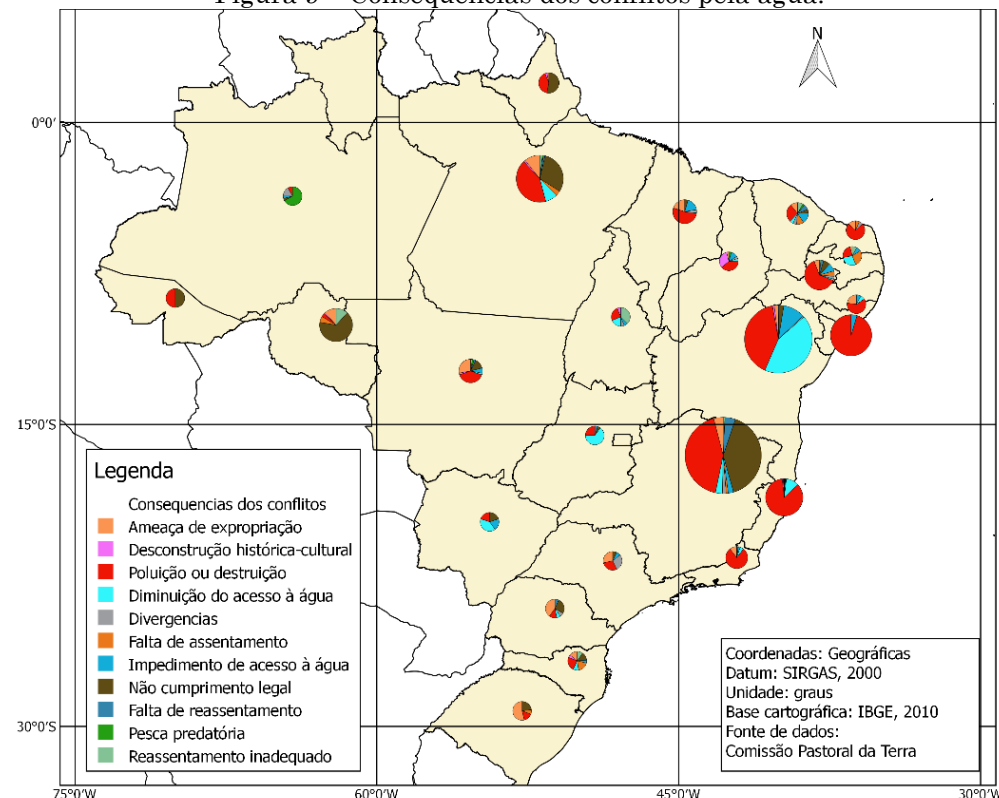 Figura 9 – Consequências dos conflitos pela água.
N
0°0'
15°0'S
30°0'S
Legenda
Consequencias dos conflitos
Ameaça de expropriação
Desconstrução histórica-cultural
Poluição ou destruição
Diminuição do acesso à água
Divergencias
Falta de assentamento
Impedimento de acesso à água
Não cumprimento legal
Falta de reassentamento
Pesca predatória
Reassentamento inadequado
Coordenadas: Geográficas
Datum: SIRGAS, 2000
Unidade: graus
Base cartográfica: IBGE, 2010
Fonte de dados:
Comissão Pastoral da Terra
75°0'W 60°0'W 45°0'W 30°0'W